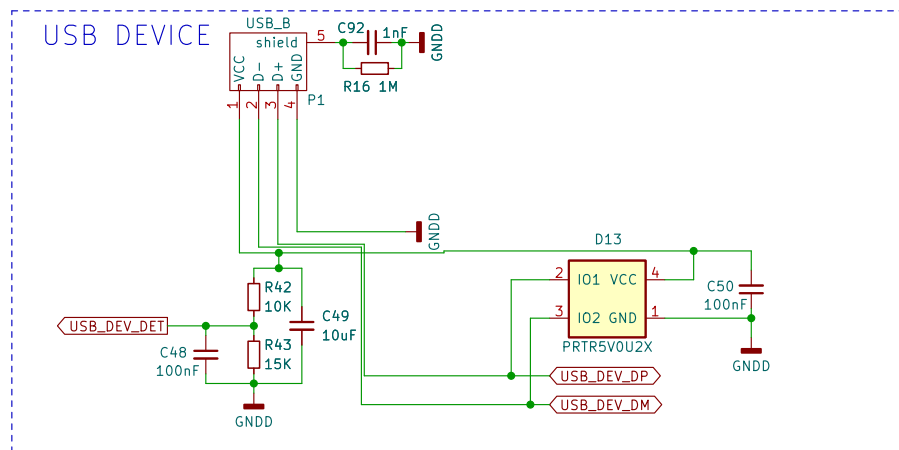 USB DEVICE
USB_B
shield
5
VCC
D-
D+
GND
1
2
3
4
P1
C92
1nF
R16 1M
GNDD
GNDD
D13
2
IO1
VCC
4
3
IO2
GND
1
PRTR5V0U2X
C50
100nF
GNDD
R42
10K
C49
10uF
USB_DEV_DET
R43
15K
C48
100nF
GNDD
USB_DEV_DP
USB_DEV_DM